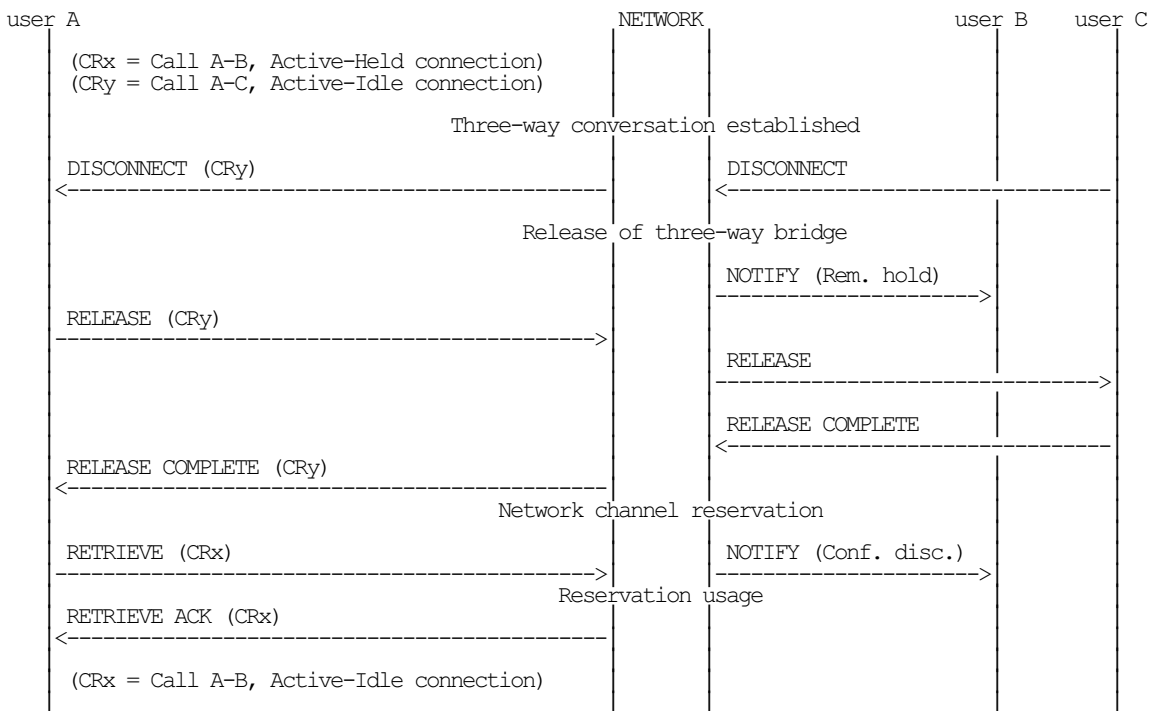 user A NETWORK user B user C
(CRx = Call A-B, Active-Held connection)
(CRy = Call A-C, Active-Idle connection)
Three-way conversation established
DISCONNECT (CRy) DISCONNECT
Release of three-way bridge
NOTIFY (Rem. hold)
RELEASE (CRy)
RELEASE
RELEASE COMPLETE
RELEASE COMPLETE (CRy)
Network channel reservation
RETRIEVE (CRx) NOTIFY (Conf. disc.)
Reservation usage
RETRIEVE ACK (CRx)
(CRx = Call A-B, Active-Idle connection)